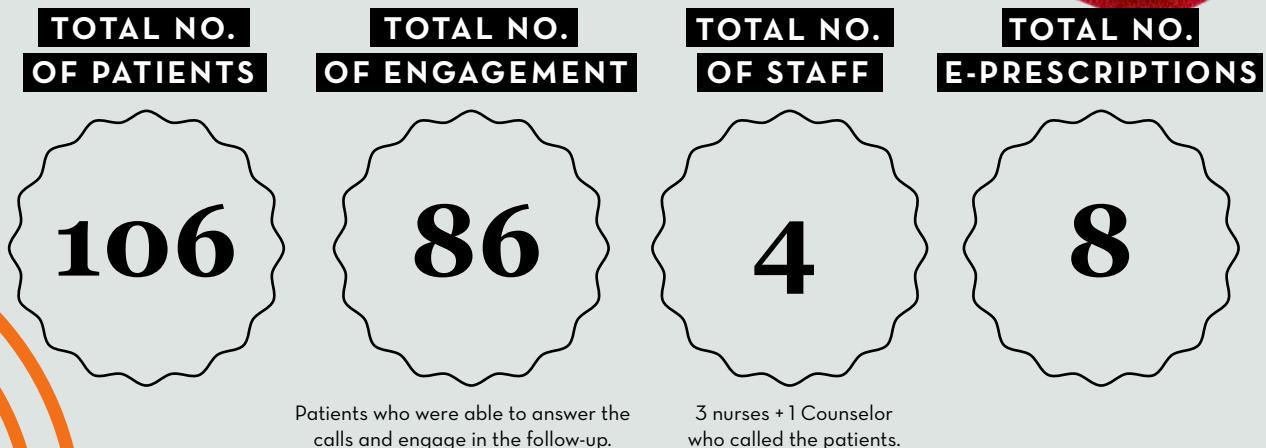 TOTAL NO.
OF PATIENTS
106
TOTAL NO.
OF ENGAGEMENT
86
Patients who were able to answer the
calls and engage in the follow-up.
TOTAL NO.
OF STAFF
4
3 nurses + 1 Counselor
who called the patients.
TOTAL NO.
E-PRESCRIPTIONS
8